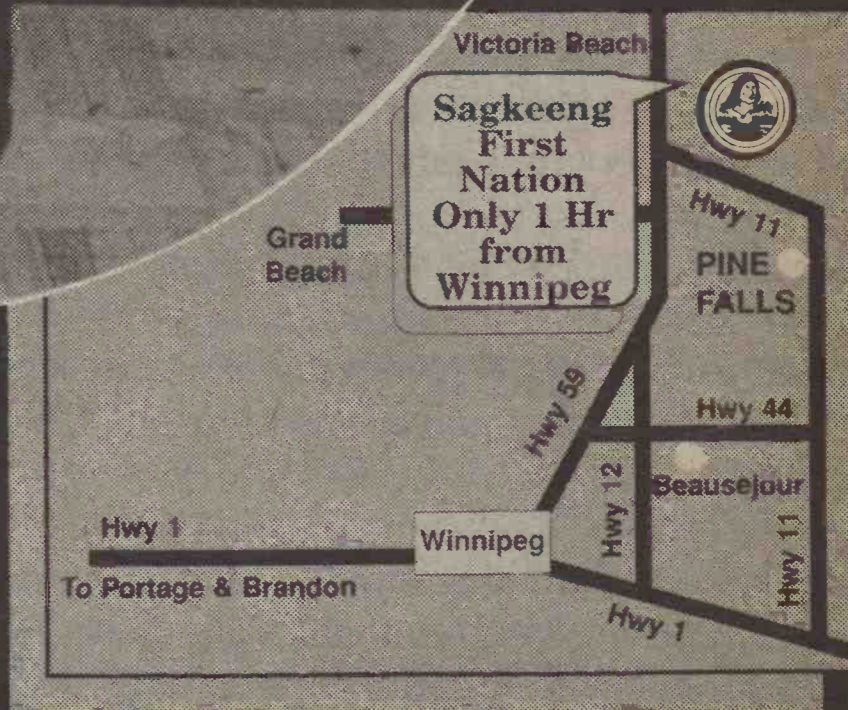 Victoria Beach
Sagkeeng
First
Nation
Only 1 Hr
from
Winnipeg
Hwy 11
Grand
Beach
PINE
FALLS
Hwy 59
Hwy 44
Hwy 12
Beausejour
Hwy 11
Hwy 1
Winnipeg
To Portage & Brandon
Hwy 1